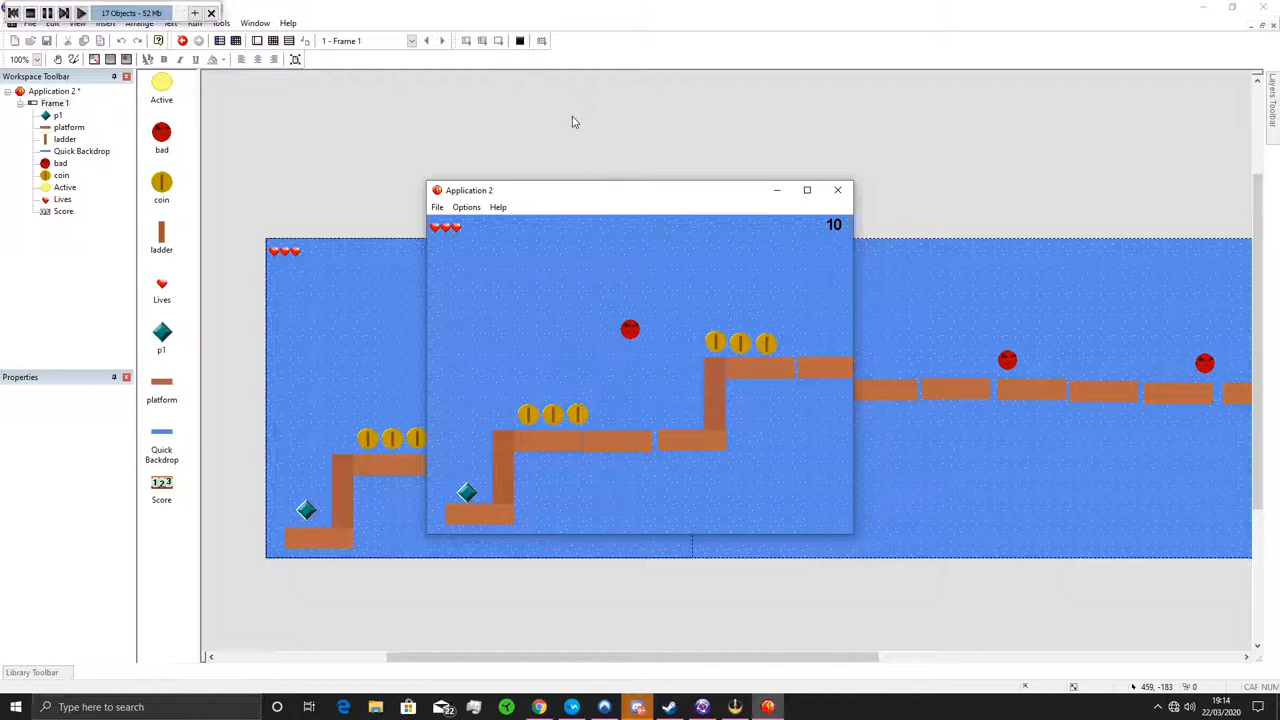 17 Objects - 52 Mb
File Edit View Insert Arrange Text Run Tools Window Help
1 - Frame 1
100%
Workspace Toolbar
Application 2 *
Frame 1
p1
platform
ladder
Quick Backdrop
bad
coin
Active
Lives
Score
Properties
Library Toolbar
Active
bad
coin
ladder
Lives
p1
platform
Quick
Backdrop
123
Score
Application 2
File Options Help
10
Layers Toolbar
459, -183
0
CAP NUM
Type here to search
22
19:14
22/03/2020